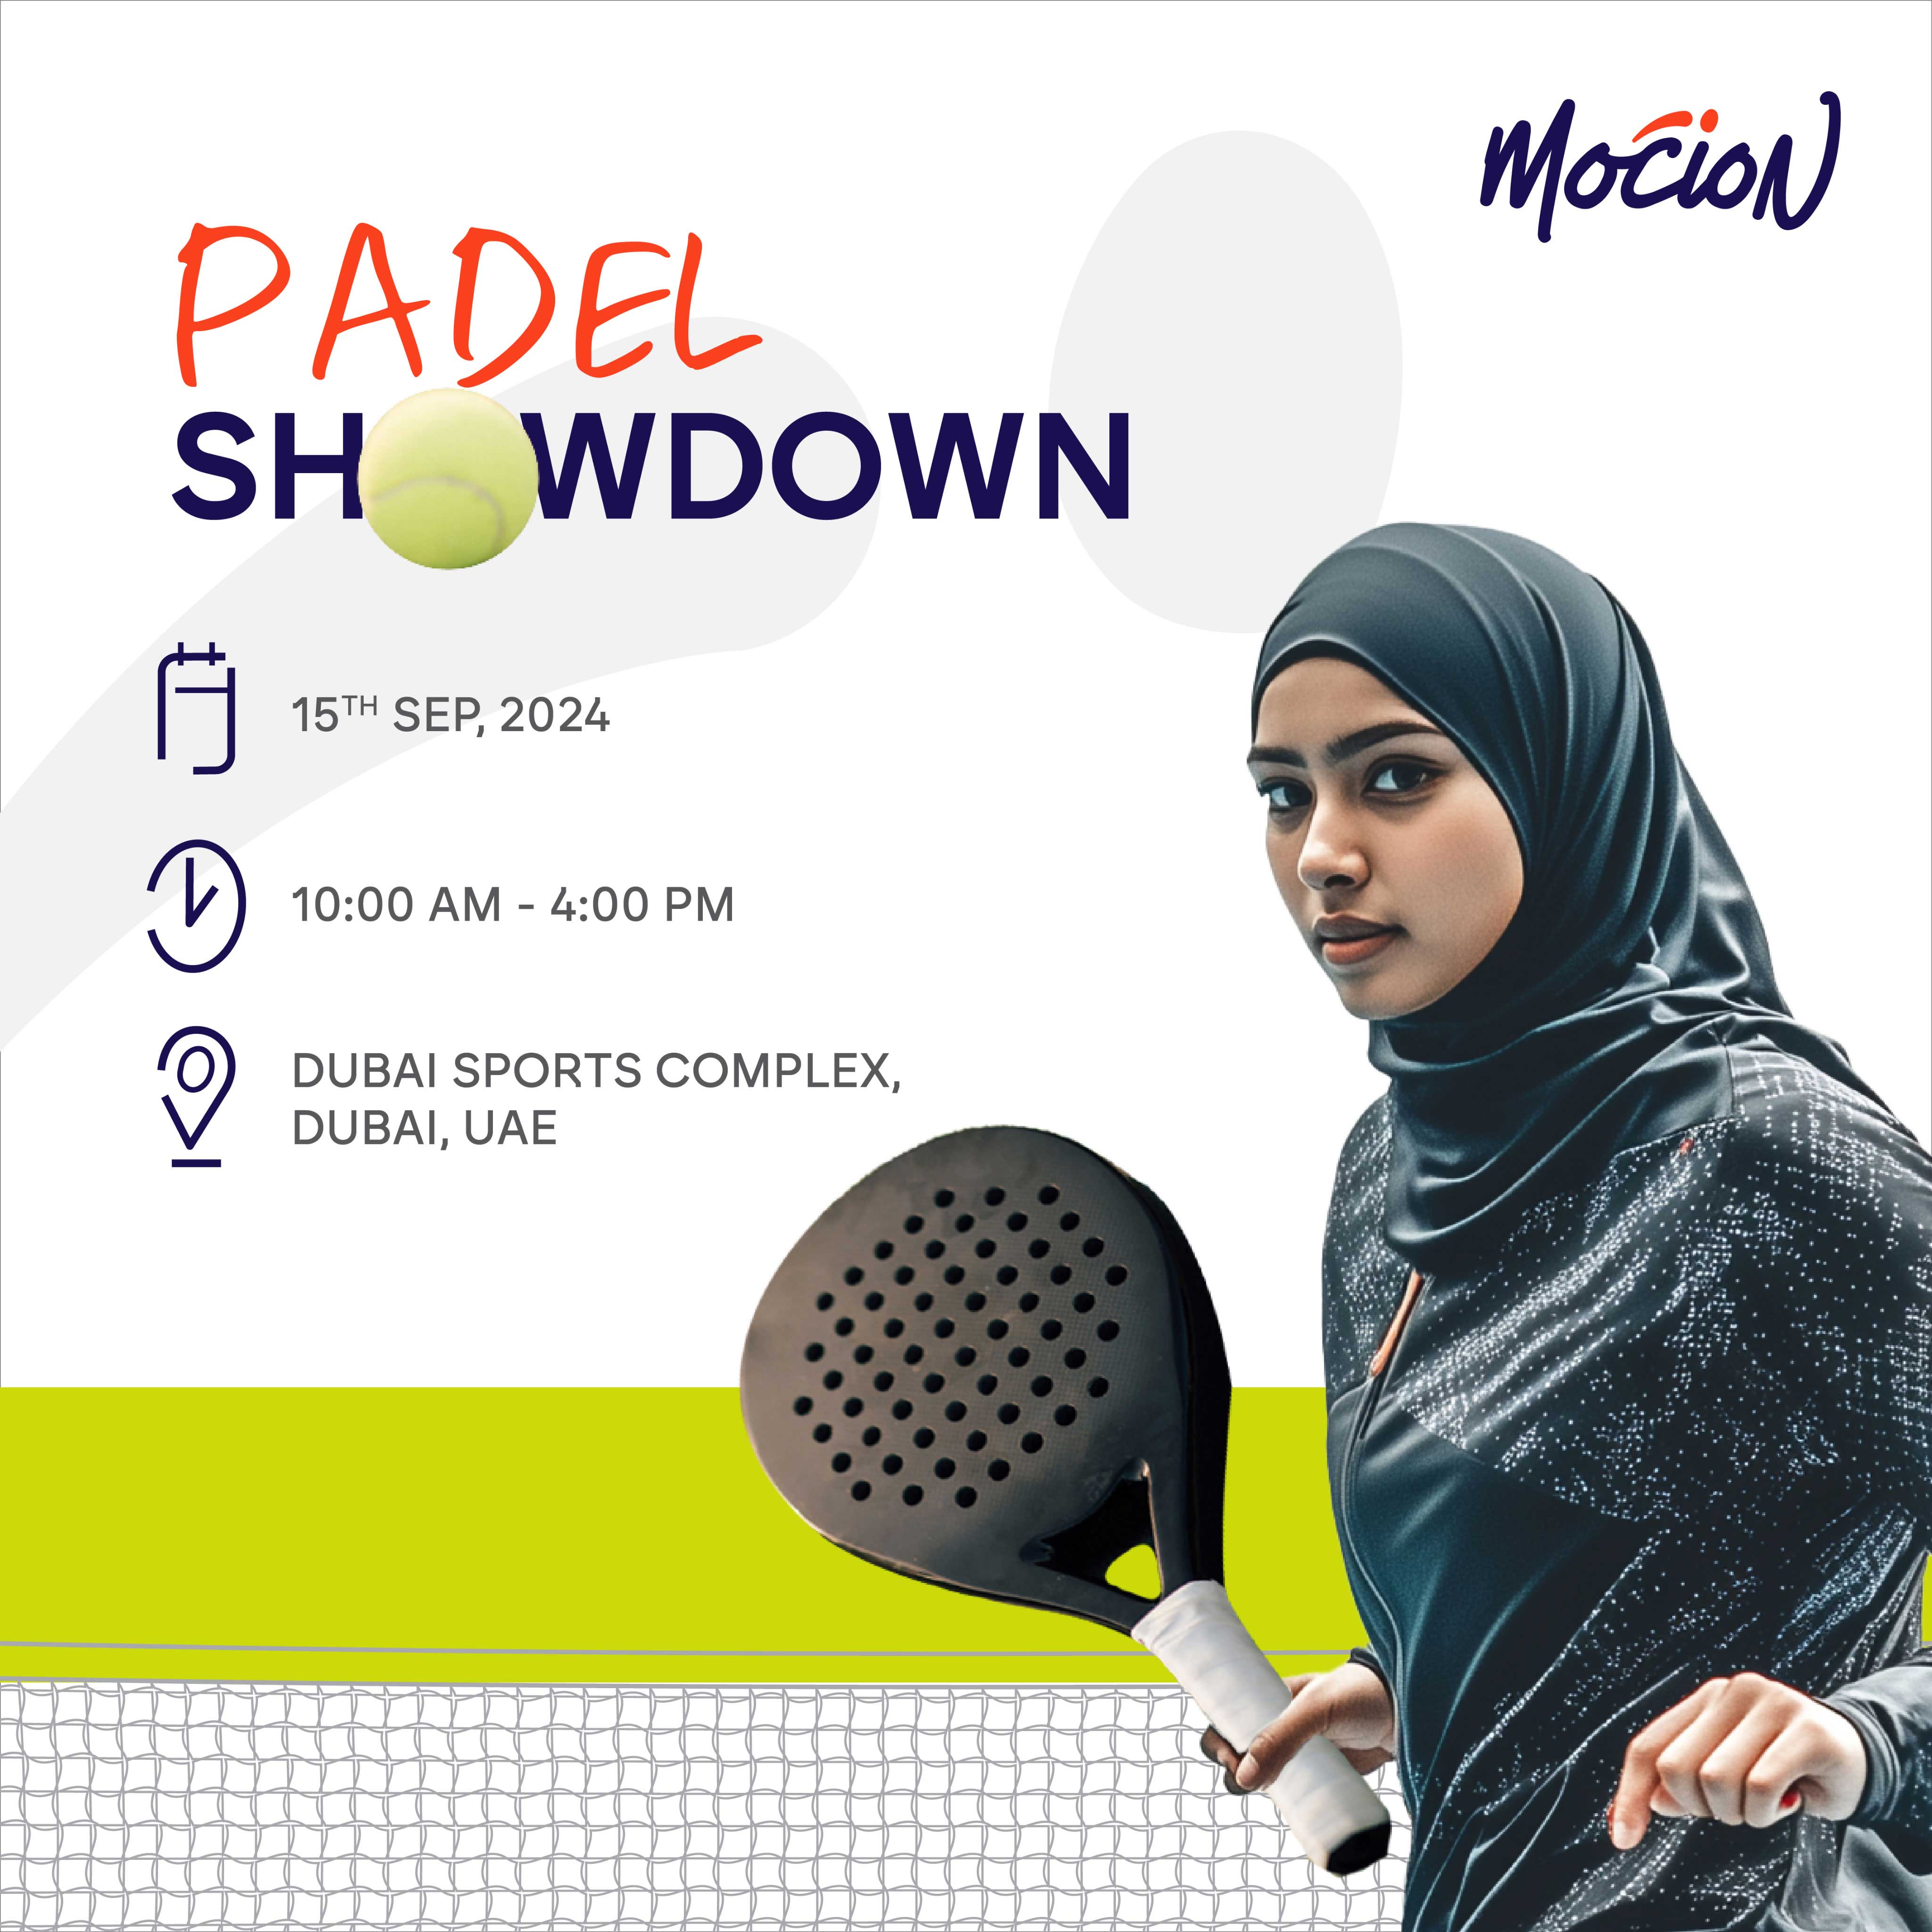 MocioN
PADEL
SHOWDOWN
15TH SEP, 2024
10:00 AM - 4:00 PM
DUBAI SPORTS COMPLEX,
DUBAI, UAE